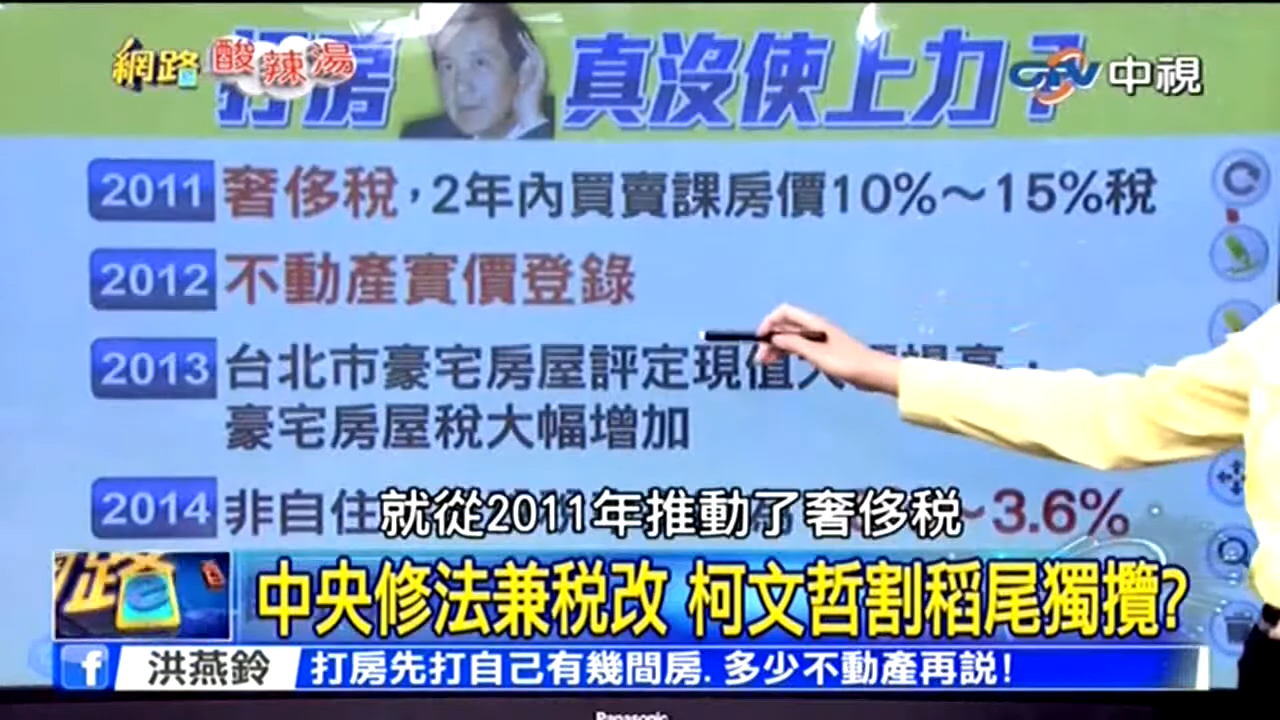 網路 酸辣湯
打房 真沒使上力？
CTV 中視
2011 奢侈稅，2年內買賣課房價10%～15%稅
2012 不動產實價登錄
2013 台北市豪宅房屋評定現值
豪宅房屋稅大幅增加
2014 非自住 ～3.6%
就從2011年推動了奢侈税
中央修法兼税改 柯文哲割稻尾獨攬?
洪燕鈴 打房先打自己有幾間房.多少不動產再説!
Panasonic